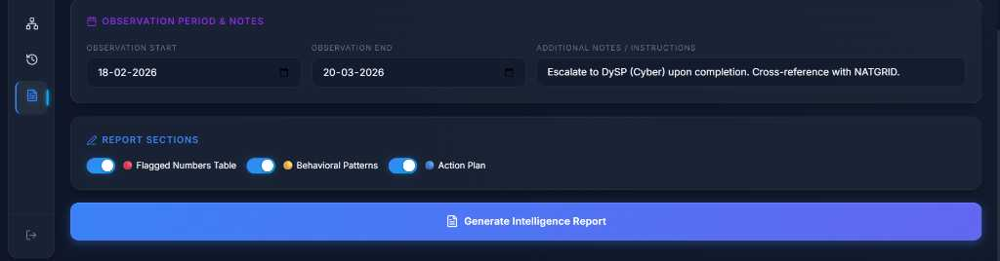 OBSERVATION PERIOD & NOTES
OBSERVATION START
OBSERVATION END
ADDITIONAL NOTES / INSTRUCTIONS
18-02-2026
20-03-2026
Escalate to DySP (Cyber) upon completion. Cross-reference with NATGRID.
REPORT SECTIONS
Flagged Numbers Table
Behavioral Patterns
Action Plan
Generate Intelligence Report